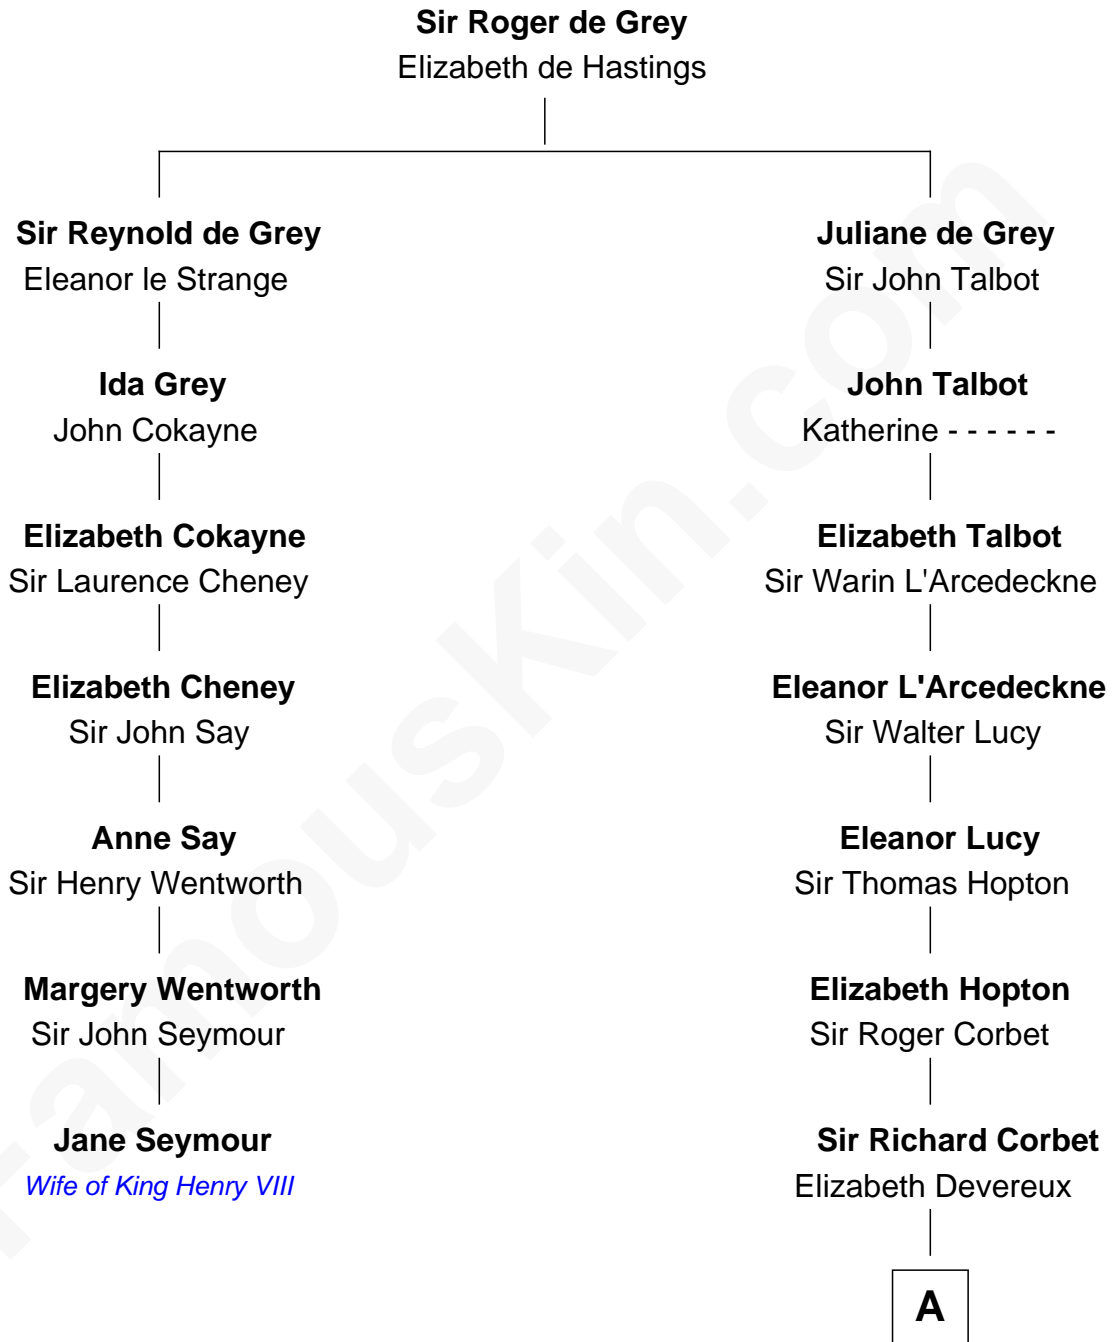 Sir Roger de Grey
Elizabeth de Hastings
Sir Reynold de Grey
Eleanor le Strange
Juliane de Grey
Sir John Talbot
Ida Grey
John Cokayne
John Talbot
Katherine - - - - - -
Elizabeth Cokayne
Sir Laurence Cheney
Elizabeth Talbot
Sir Warin L'Arcedeckne
Elizabeth Cheney
Sir John Say
Eleanor L'Arcedeckne
Sir Walter Lucy
Anne Say
Sir Henry Wentworth
Eleanor Lucy
Sir Thomas Hopton
Margery Wentworth
Sir John Seymour
Elizabeth Hopton
Sir Roger Corbet
Jane Seymour
Wife of King Henry VIII
Sir Richard Corbet
Elizabeth Devereux
A
FamousKin.com